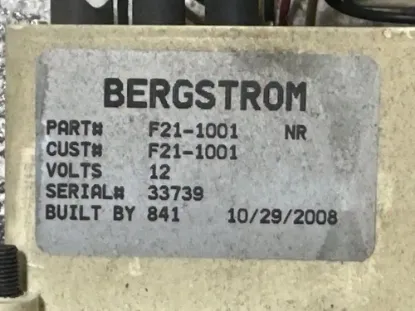 BERGSTROM
PART# F21-1001 NR
CUST# F21-1001
VOLTS 12
SERIAL# 33739
BUILT BY 841 10/29/2008